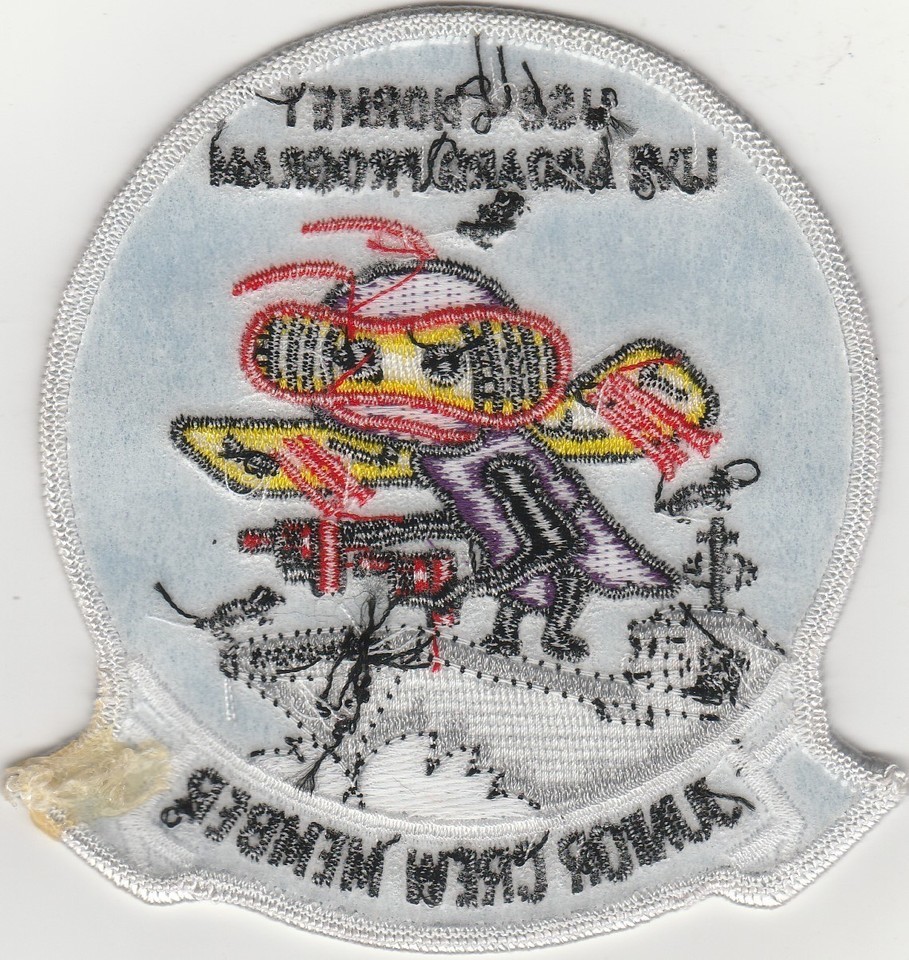 USS HORNET
LIVE ABOARD PROGRAM
JUNIOR CREW MEMBER